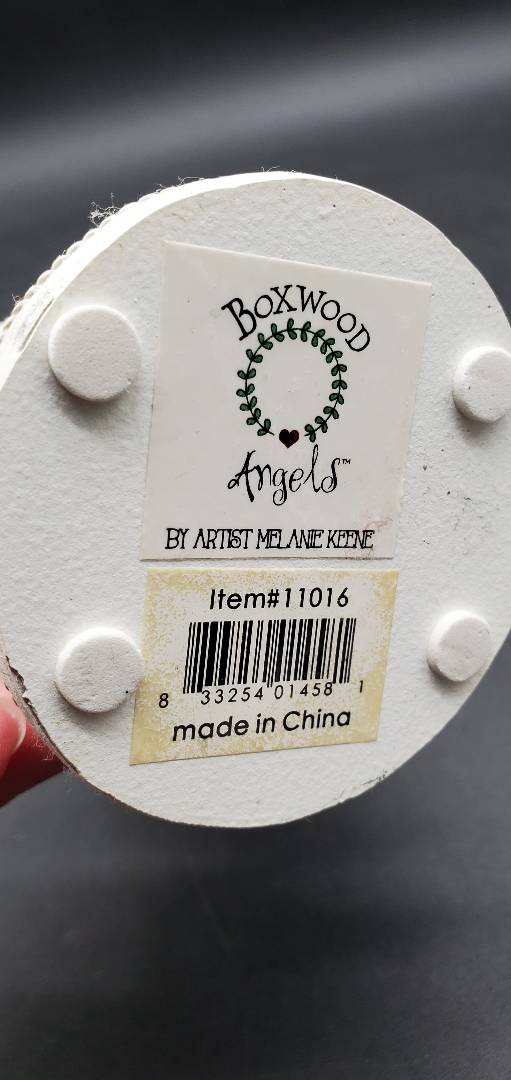 BOXWOOD
Angels™
BY ARTIST MELANIE KEENE
Item#11016
8 33254 01458 1
made in China